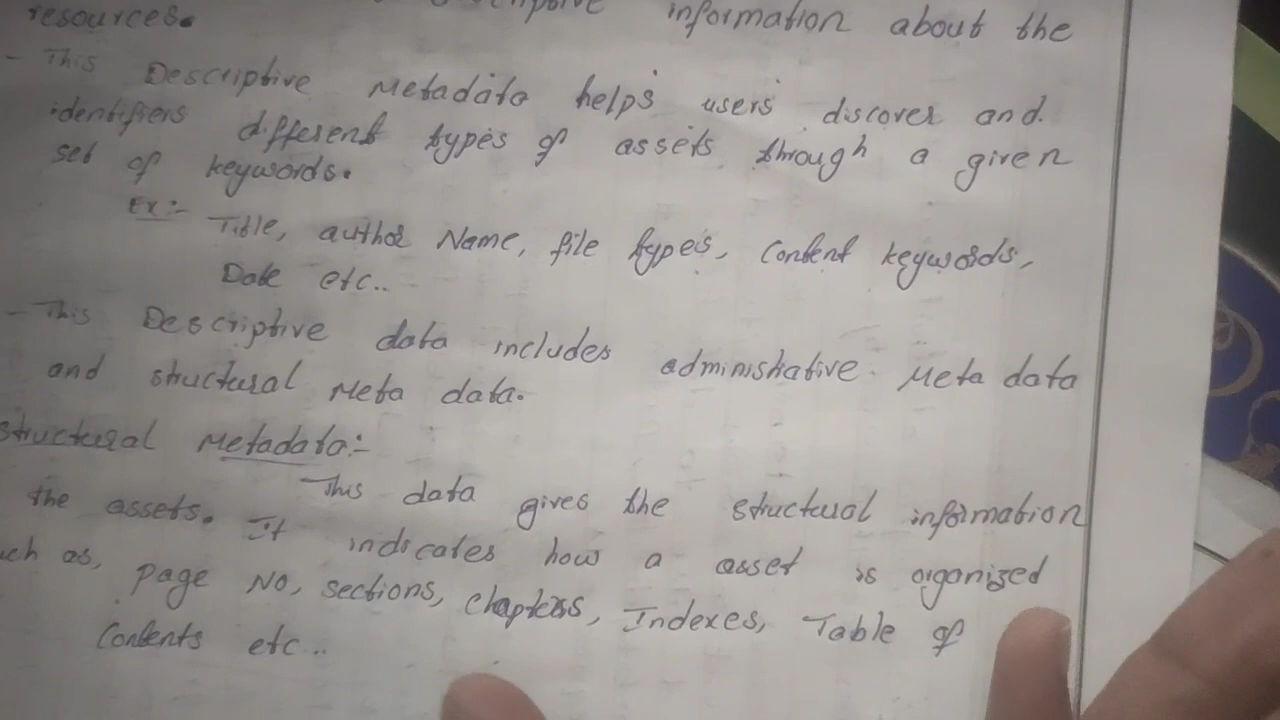 information about the
resources.
- This Descriptive Metadata helps users discover and
identifiers different types of assets through a given
set of keywords.
Ex:- Title, author Name, file types, Content keywords,
Date etc..
- This Descriptive data includes administrative Meta data
and structural Meta data.
Structural Metadata:-
This data gives the structual information
the assets. It indicates how a asset is organized
uch as, page No, sections, chapters, Indexes, Table of
Contents etc...